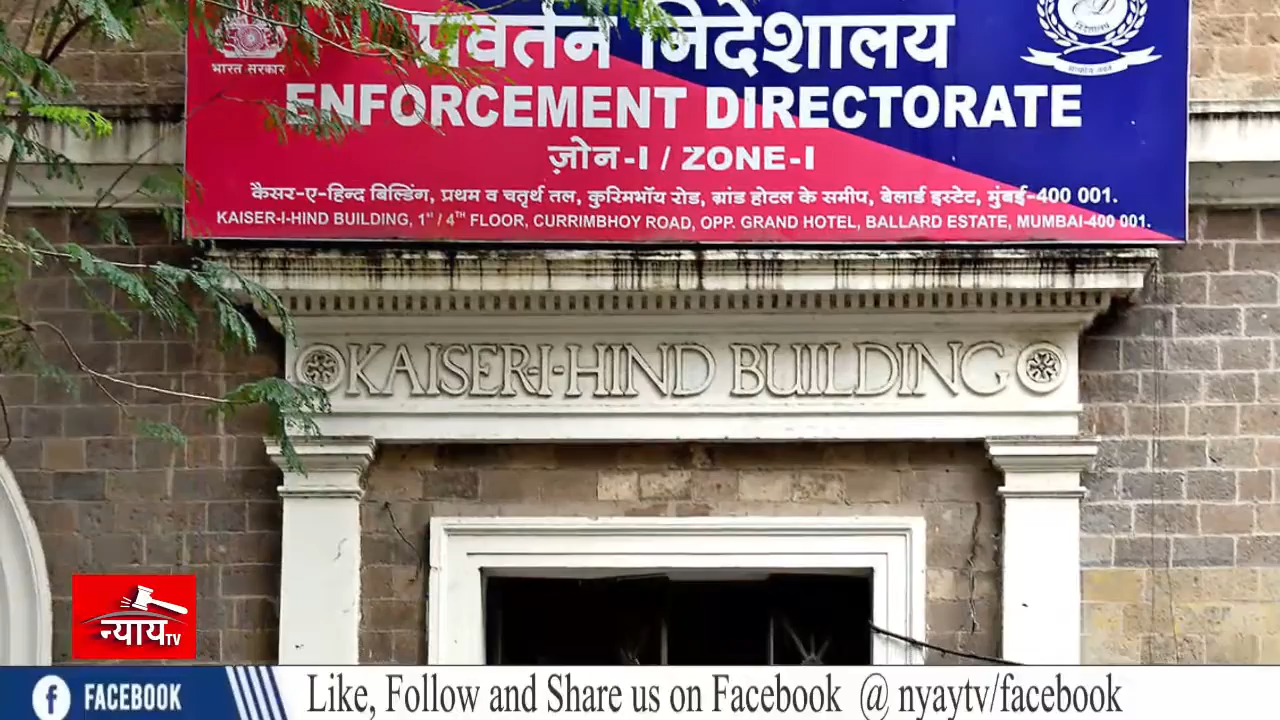 प्रवर्तन निदेशालय
भारत सरकार
ENFORCEMENT DIRECTORATE
ज़ोन-I / ZONE-I
कैसर-ए-हिन्द बिल्डिंग, प्रथम व चतुर्थ तल, कुरिमभॉय रोड, ब्रांड होटल के समीप, बेलार्ड इस्टेट, मुंबई-400 001.
KAISER-I-HIND BUILDING, 1ST / 4TH FLOOR, CURRIMBHOY ROAD, OPP. GRAND HOTEL, BALLARD ESTATE, MUMBAI-400 001.
KAISER-I-HIND BUILDING
न्याय TV
f FACEBOOK
Like, Follow and Share us on Facebook @ nyaytv/facebook